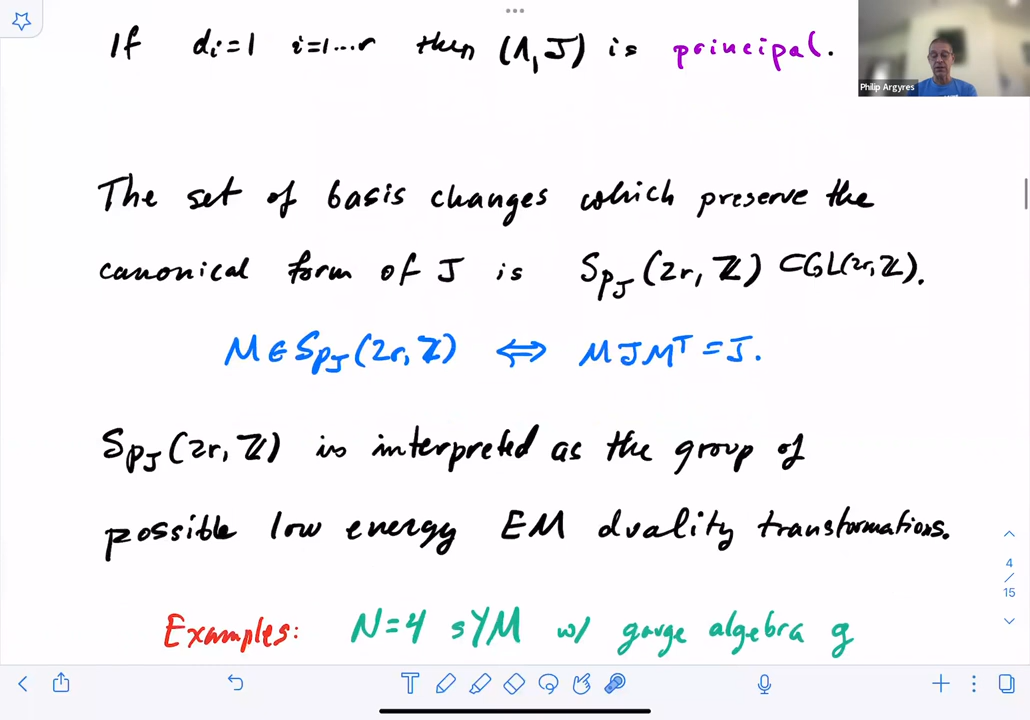 If dᵢ=1 i=1...r then (Λ,J) is principal.
Philip Argyres
The set of basis changes which preserve the
canonical form of J is Sp_J(2r,ℤ) ⊂GL(2r,ℤ).
M∈Sp_J(2r,ℤ) ⟺ MJMᵀ=J.
Sp_J(2r,ℤ) is interpreted as the group of
possible low energy EM duality transformations.
4
/
15
Examples: N=4 sYM w/ gauge algebra g
T